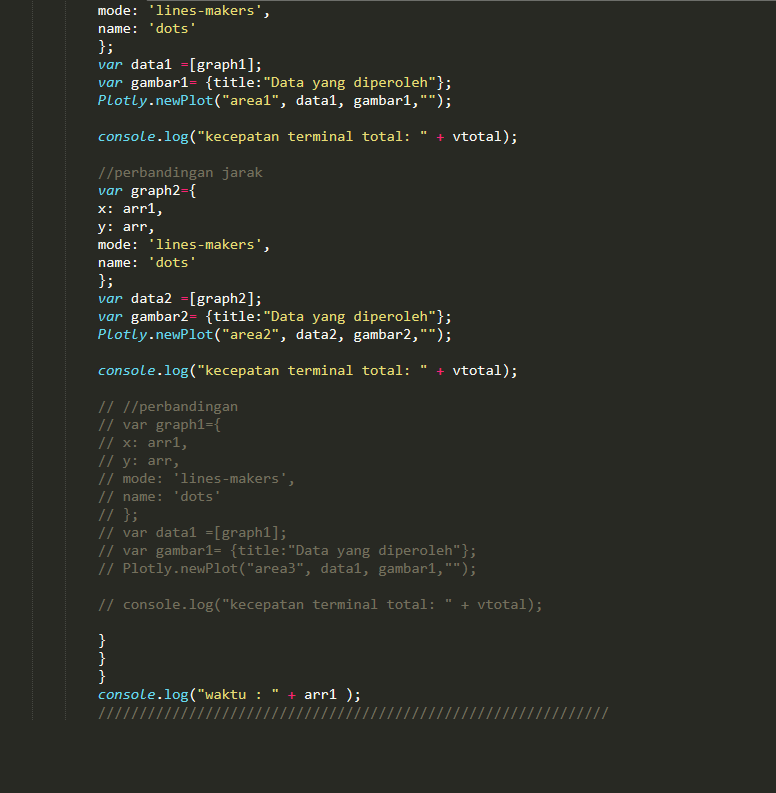 mode: 'lines-makers',
name: 'dots'
};
var data1 =[graph1];
var gambar1= {title:"Data yang diperoleh"};
Plotly.newPlot("area1", data1, gambar1,"");
console.log("kecepatan terminal total: " + vtotal);
//perbandingan jarak
var graph2={
x: arr1,
y: arr,
mode: 'lines-makers',
name: 'dots'
};
var data2 =[graph2];
var gambar2= {title:"Data yang diperoleh"};
Plotly.newPlot("area2", data2, gambar2,"");
console.log("kecepatan terminal total: " + vtotal);
// //perbandingan
// var graph1={
// x: arr1,
// y: arr,
// mode: 'lines-makers',
// name: 'dots'
// };
// var data1 =[graph1];
// var gambar1= {title:"Data yang diperoleh"};
// Plotly.newPlot("area3", data1, gambar1,"");
// console.log("kecepatan terminal total: " + vtotal);
}
}
}
console.log("waktu : " + arr1 );
//////////////////////////////////////////////////////////////